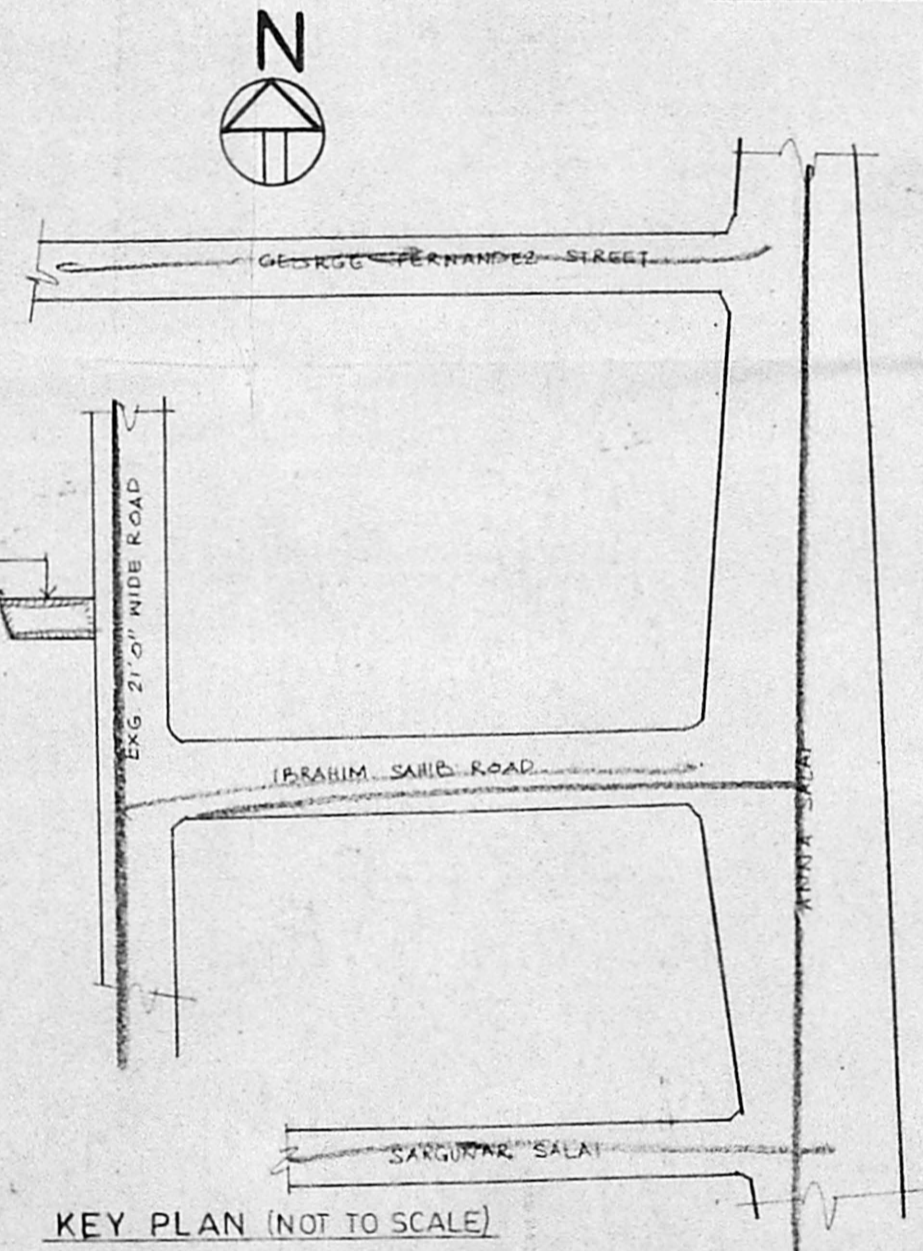 N
GEORGE FERNANDEZ STREET
EXG. 21'0" WIDE ROAD
IBRAHIM SAHIB ROAD
ANNA SALAI
SARGUNAR SALAI
KEY PLAN (NOT TO SCALE)